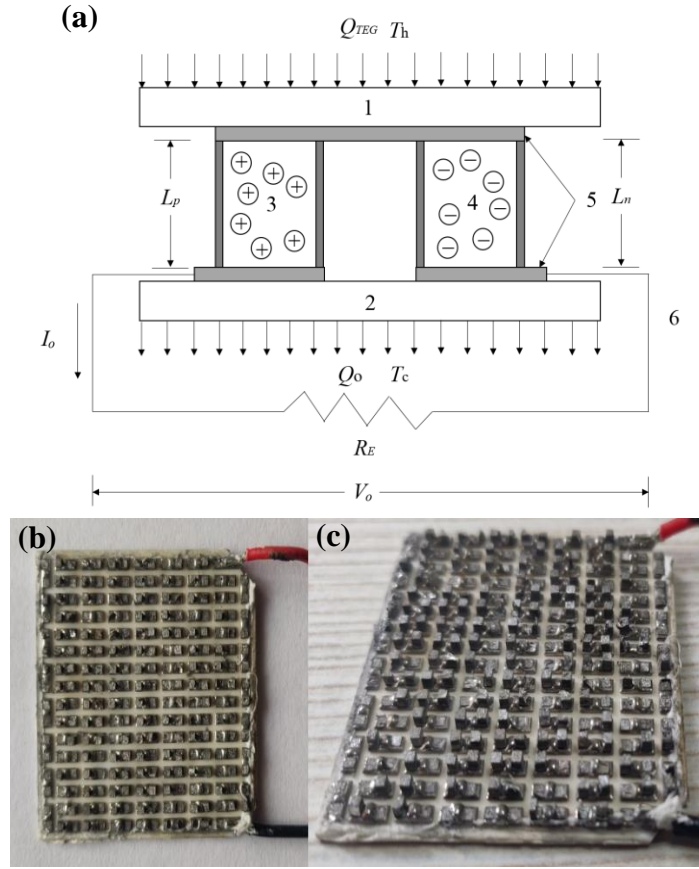 (a)
Q_TEG T_h
1
L_p 3 4 5 L_n
2
6
I_o
Q_o T_c
R_E
V_o
(b) (c)